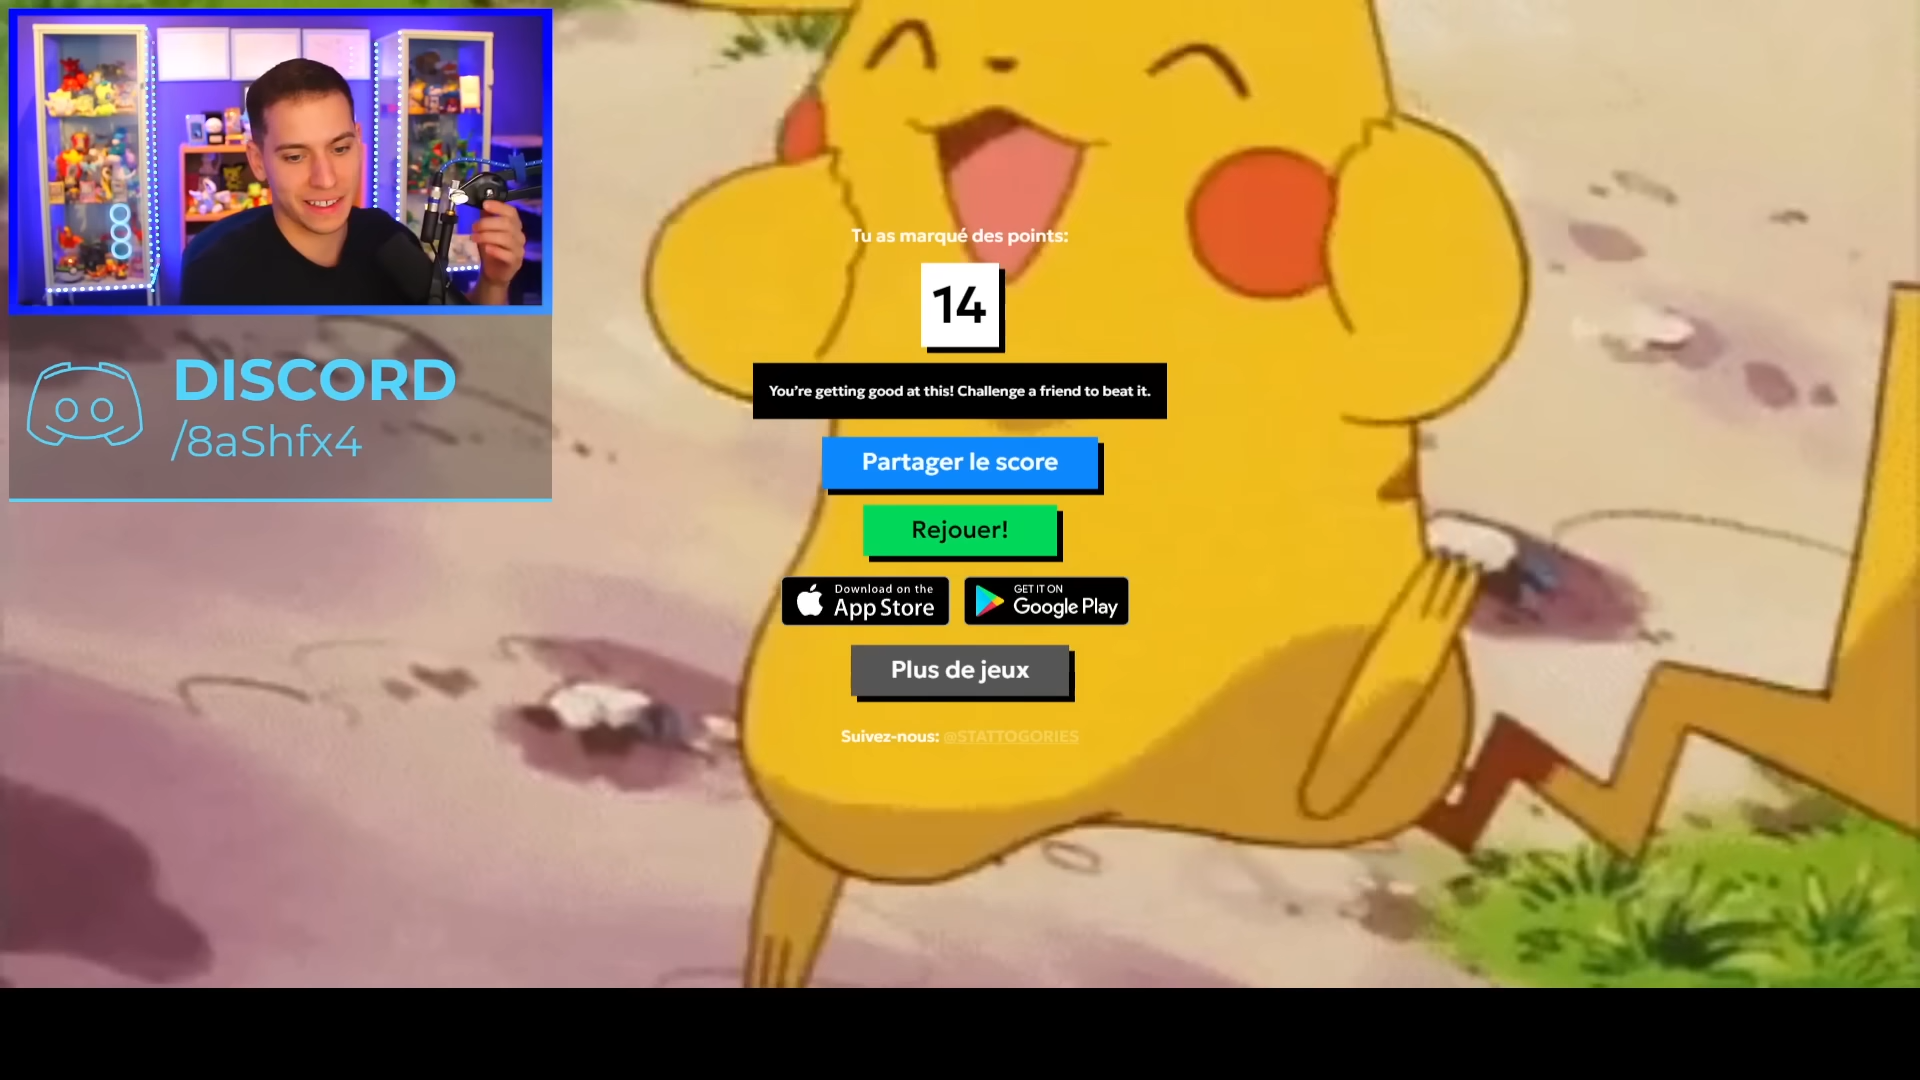 DISCORD
/8aShfx4
Tu as marqué des points:
14
You're getting good at this! Challenge a friend to beat it.
Partager le score
Rejouer!
Download on the
App Store
GET IT ON
Google Play
Plus de jeux
Suivez-nous: @STATTOGORIES